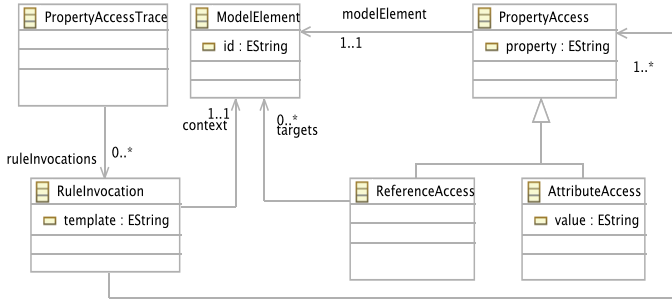 PropertyAccessTrace
ModelElement
id : EString
modelElement
1..1
PropertyAccess
property : EString
1..*
1..1
context
0..*
targets
ruleInvocations
0..*
RuleInvocation
template : EString
ReferenceAccess
AttributeAccess
value : EString